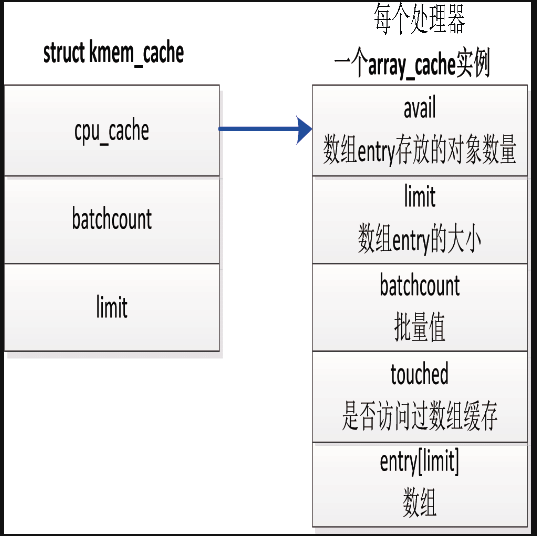 struct kmem_cache
cpu_cache
batchcount
limit
每个处理器
一个array_cache实例
avail
数组entry存放的对象数量
limit
数组entry的大小
batchcount
批量值
touched
是否访问过数组缓存
entry[limit]
数组